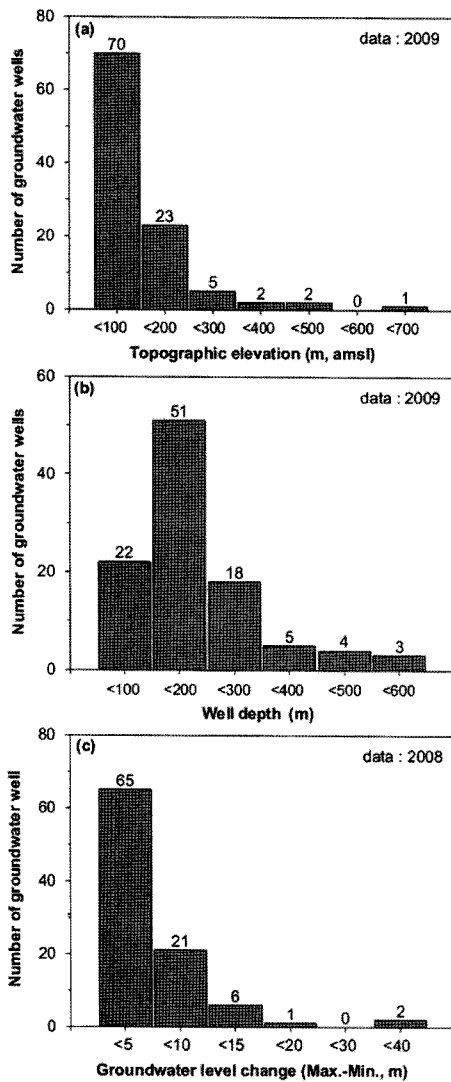 (a)
data : 2009
80
70
60
40
23
20
5
2
2
0
1
0
<100 <200 <300 <400 <500 <600 <700
Number of groundwater wells
Topographic elevation (m, amsl)
(b)
data : 2009
60
51
40
22
20
18
5
4
3
0
<100 <200 <300 <400 <500 <600
Number of groundwater wells
Well depth (m)
(c)
data : 2008
80
65
60
40
21
20
6
1
0
2
0
<5 <10 <15 <20 <30 <40
Number of groundwater well
Groundwater level change (Max.-Min., m)